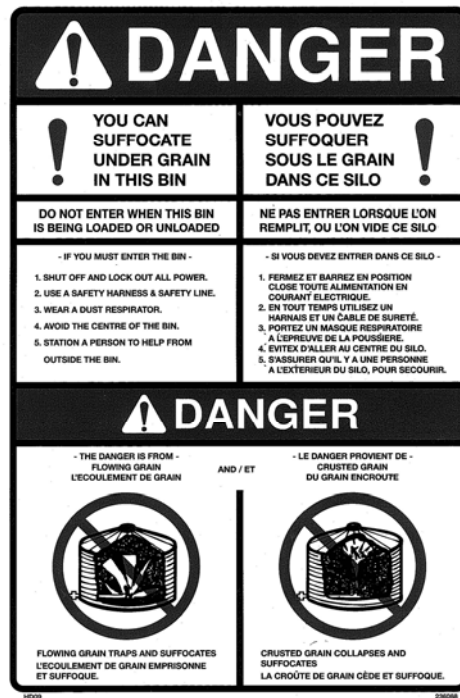 DANGER
YOU CAN
SUFFOCATE
UNDER GRAIN
IN THIS BIN
VOUS POUVEZ
SUFFOQUER
SOUS LE GRAIN
DANS CE SILO
DO NOT ENTER WHEN THIS BIN
IS BEING LOADED OR UNLOADED
NE PAS ENTRER LORSQUE L'ON
REMPLIT, OU L'ON VIDE CE SILO
- IF YOU MUST ENTER THE BIN -
1. SHUT OFF AND LOCK OUT ALL POWER.
2. USE A SAFETY HARNESS & SAFETY LINE.
3. WEAR A DUST RESPIRATOR.
4. AVOID THE CENTRE OF THE BIN.
5. STATION A PERSON TO HELP FROM
OUTSIDE THE BIN.
- SI VOUS DEVEZ ENTRER DANS CE SILO -
1. FERMEZ ET BARREZ EN POSITION
CLOSE TOUTE ALIMENTATION EN
COURANT ELECTRIQUE.
2. EN TOUT TEMPS UTILISEZ UN
HARNAIS ET UN CABLE DE SURETÉ.
3. PORTEZ UN MASQUE RESPIRATOIRE
A L'EPREUVE DE LA POUSSIERE.
4. EVITEX D'ALLER AU CENTRE DU SILO.
5. S'ASSURER QU'IL Y A UNE PERSONNE
A L'EXTERIEUR DU SILO, POUR SECOURIR.
DANGER
- THE DANGER IS FROM -
FLOWING GRAIN
L'ECOULEMENT DE GRAIN
AND / ET
- LE DANGER PROVIENT DE -
CRUSTED GRAIN
DU GRAIN ENCROUTE
FLOWING GRAIN TRAPS AND SUFFOCATES
L'ECOULEMENT DE GRAIN EMPRISONNE
ET SUFFOQUE.
CRUSTED GRAIN COLLAPSES AND
SUFFOCATES
LA CROÛTE DE GRAIN CÈDE ET SUFFOQUE.